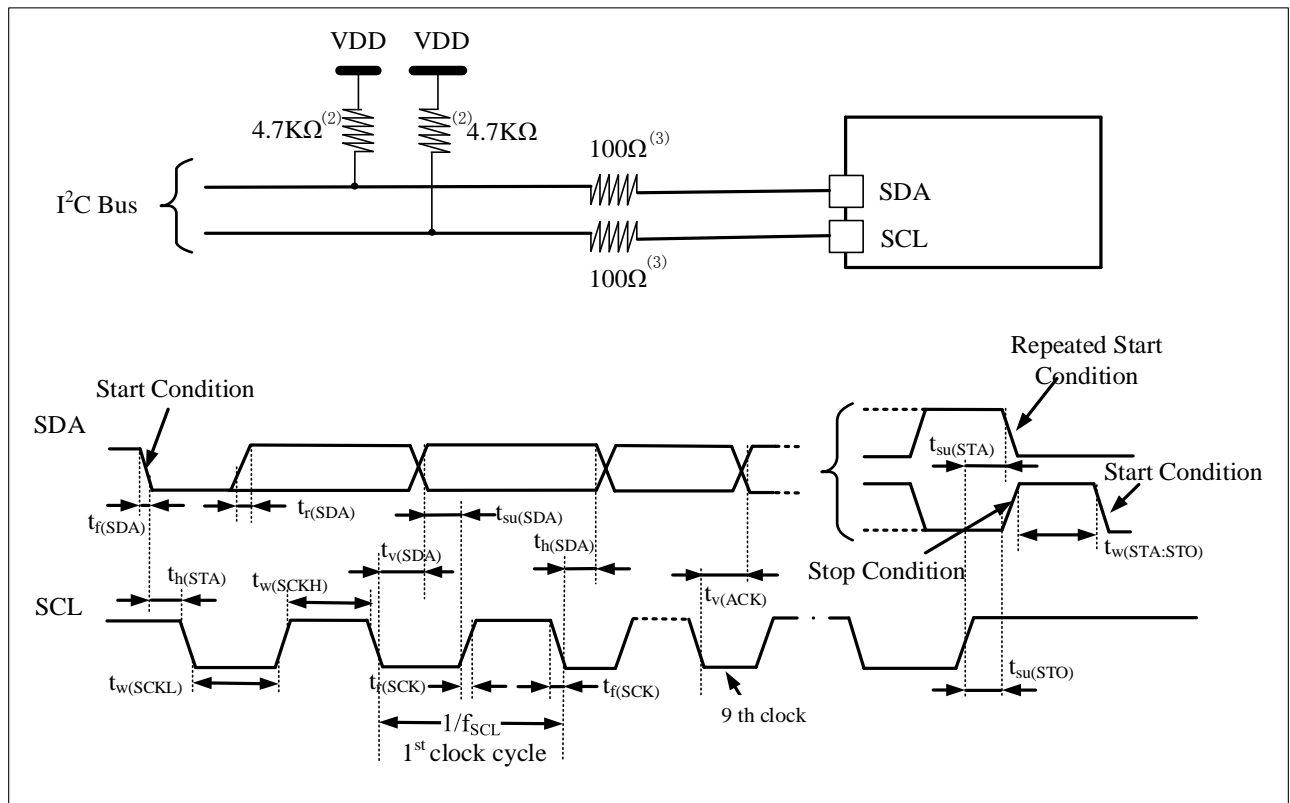 VDD VDD
4.7KΩ(2) (2)4.7KΩ
100Ω(3)
I2C Bus
SDA
SCL
100Ω(3)
Repeated Start
Condition
Start Condition
SDA
tsu(STA)
Start Condition
tf(SDA)
tr(SDA)
tsu(SDA)
tv(SDA)
th(SDA)
tw(STA:STO)
Stop Condition
th(STA)
tw(SCKH)
tv(ACK)
SCL
tw(SCKL)
tr(SCK)
tf(SCK)
tsu(STO)
9 th clock
1/fSCL
1st clock cycle